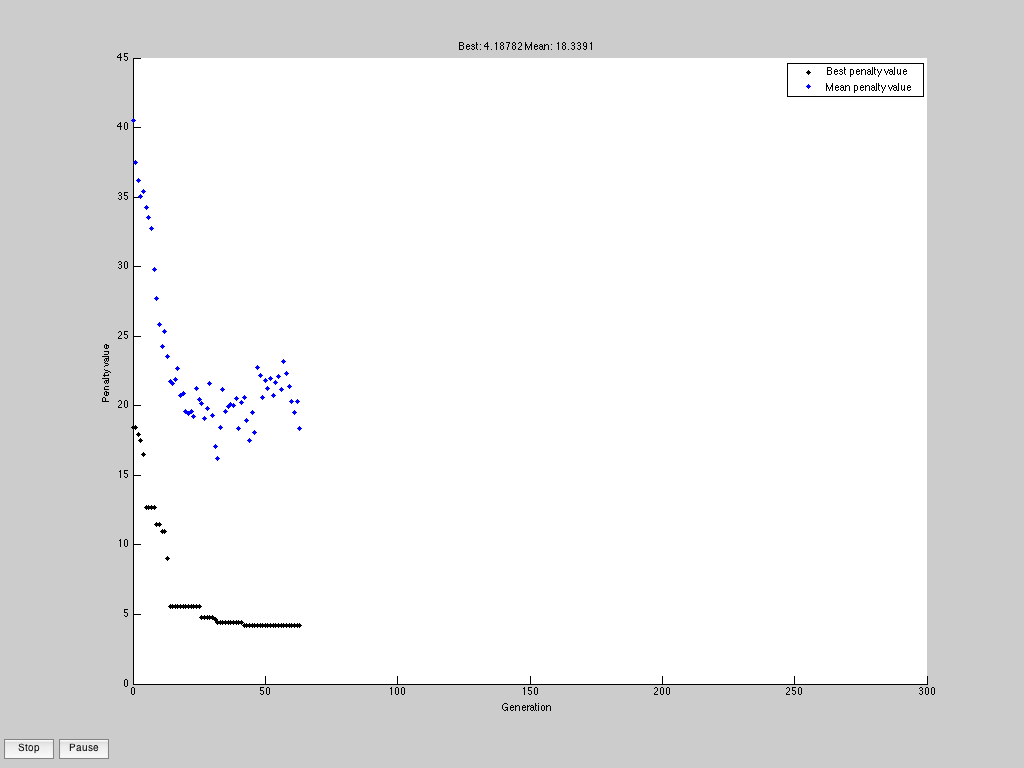 Best: 4.18782 Mean: 18.3391
Best penalty value
Mean penalty value
45
40
35
30
25
20
15
10
5
0
Penalty value
0 50 100 150 200 250 300
Generation
Stop Pause